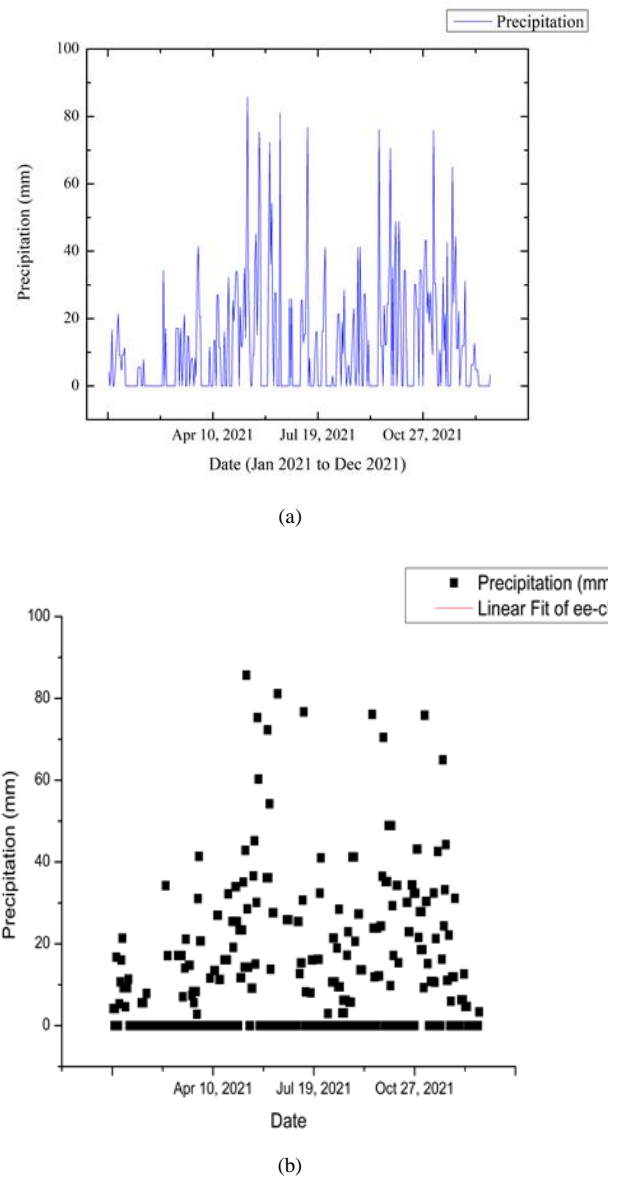 Precipitation
100
80
60
40
20
0
Precipitation (mm)
Apr 10, 2021 Jul 19, 2021 Oct 27, 2021
Date (Jan 2021 to Dec 2021)
(a)
Precipitation (mm
Linear Fit of ee-c
100
80
60
40
20
0
Precipitation (mm)
Apr 10, 2021 Jul 19, 2021 Oct 27, 2021
Date
(b)